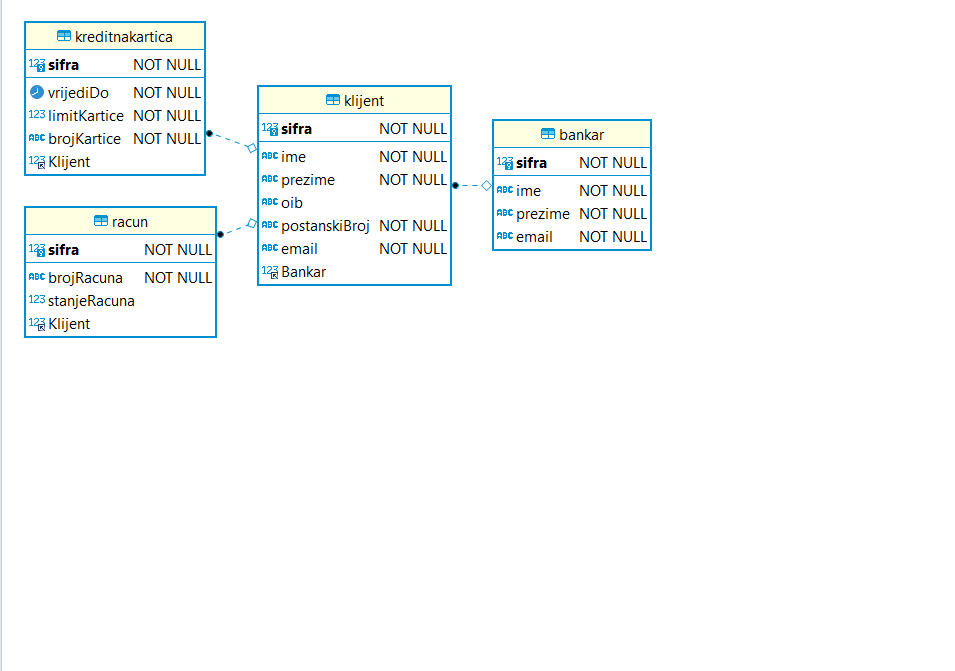 kreditnakartica
123 sifra NOT NULL
vrijediDo NOT NULL
123 limitKartice NOT NULL
ABC brojKartice NOT NULL
123 Klijent
klijent
123 sifra NOT NULL
ABC ime NOT NULL
ABC prezime NOT NULL
ABC oib
ABC postanskiBroj NOT NULL
ABC email NOT NULL
123 Bankar
bankar
123 sifra NOT NULL
ABC ime NOT NULL
ABC prezime NOT NULL
ABC email NOT NULL
racun
123 sifra NOT NULL
ABC brojRacuna NOT NULL
123 stanjeRacuna
123 Klijent